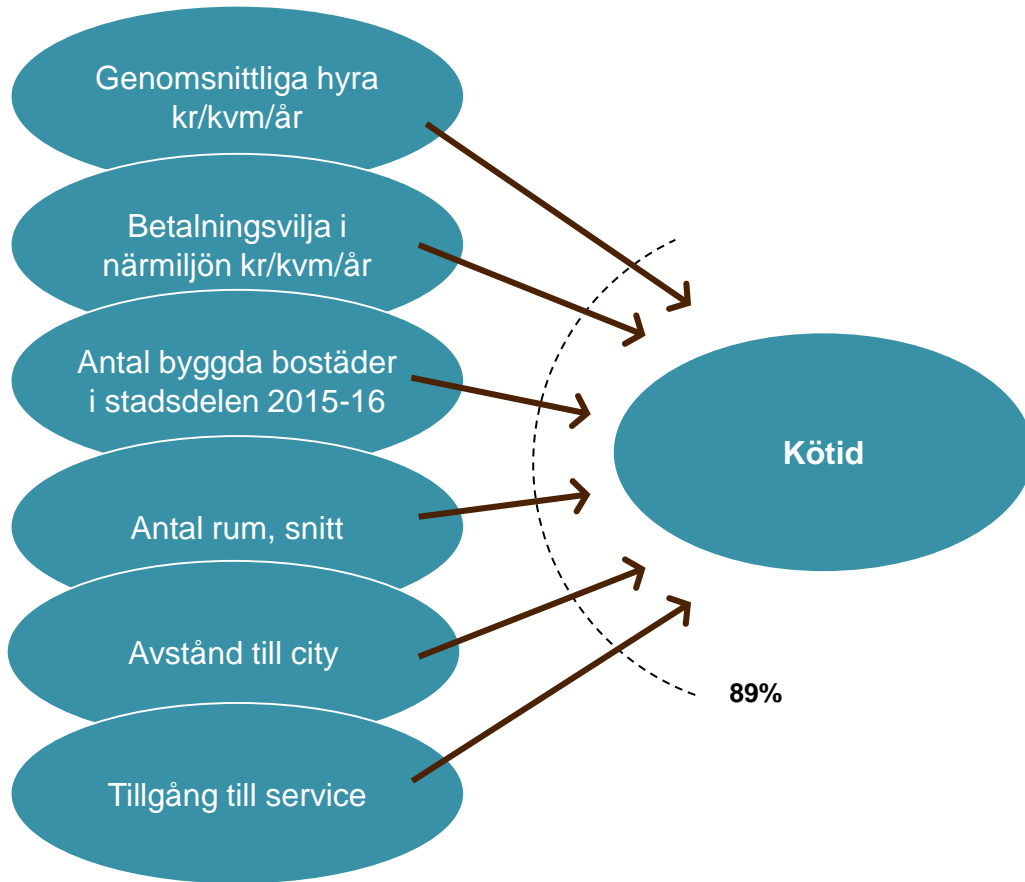 Genomsnittliga hyra
kr/kvm/år
Betalningsvilja i
närmiljön kr/kvm/år
Antal byggda bostäder
i stadsdelen 2015-16
Antal rum, snitt
Avstånd till city
Tillgång till service
Kötid
89%